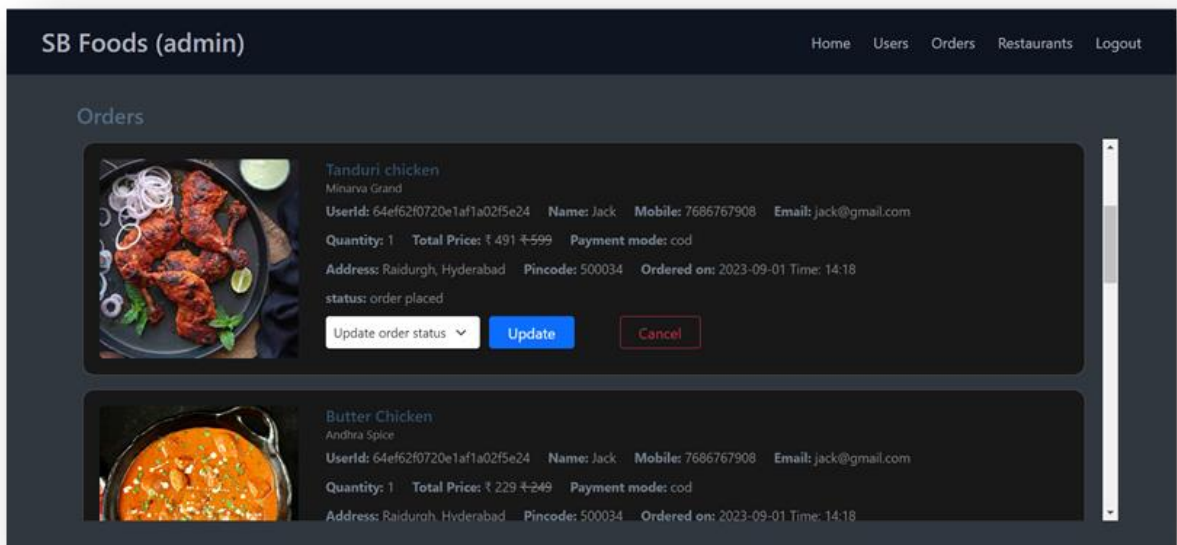 SB Foods (admin)
Home Users Orders Restaurants Logout
Orders
Tanduri chicken
Minarva Grand
UserId: 64ef62f0720e1af1a02f5e24 Name: Jack Mobile: 7686767908 Email: jack@gmail.com
Quantity: 1 Total Price: ₹ 491 ₹ 599 Payment mode: cod
Address: Raidurgh, Hyderabad Pincode: 500034 Ordered on: 2023-09-01 Time: 14:18
status: order placed
Update order status Update Cancel
Butter Chicken
Andhra Spice
UserId: 64ef62f0720e1af1a02f5e24 Name: Jack Mobile: 7686767908 Email: jack@gmail.com
Quantity: 1 Total Price: ₹ 229 ₹ 249 Payment mode: cod
Address: Raidurgh, Hyderabad Pincode: 500034 Ordered on: 2023-09-01 Time: 14:18